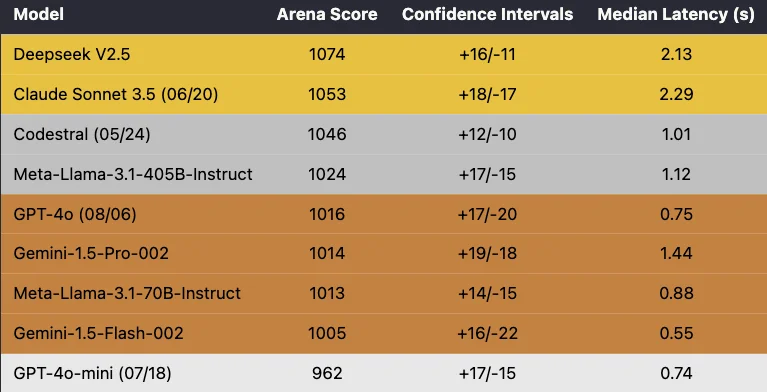 Model Arena Score Confidence Intervals Median Latency (s)
Deepseek V2.5 1074 +16/-11 2.13
Claude Sonnet 3.5 (06/20) 1053 +18/-17 2.29
Codestral (05/24) 1046 +12/-10 1.01
Meta-Llama-3.1-405B-Instruct 1024 +17/-15 1.12
GPT-4o (08/06) 1016 +17/-20 0.75
Gemini-1.5-Pro-002 1014 +19/-18 1.44
Meta-Llama-3.1-70B-Instruct 1013 +14/-15 0.88
Gemini-1.5-Flash-002 1005 +16/-22 0.55
GPT-4o-mini (07/18) 962 +17/-15 0.74